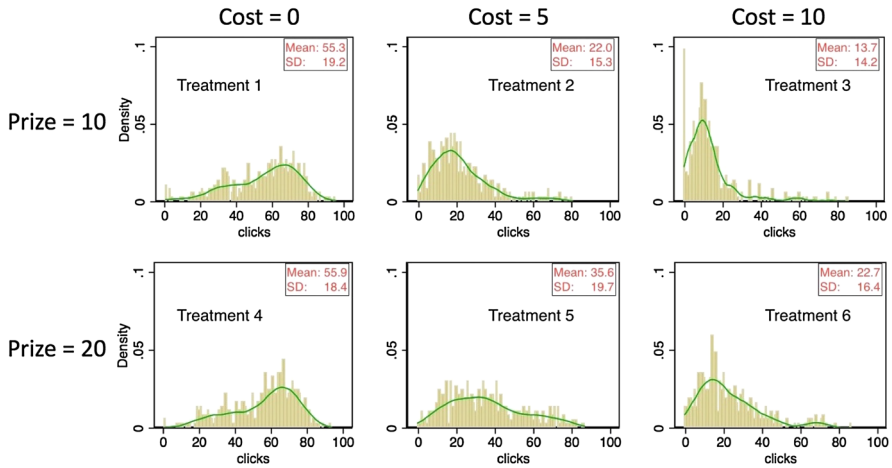 Cost = 0 Cost = 5 Cost = 10
Prize = 10
Density
.1
.05
0
Mean: 55.3
SD: 19.2
Treatment 1
0 20 40 60 80 100
clicks
.1
.05
0
Mean: 22.0
SD: 15.3
Treatment 2
0 20 40 60 80 100
clicks
.1
.05
0
Mean: 13.7
SD: 14.2
Treatment 3
0 20 40 60 80 100
clicks
Prize = 20
Density
.1
.05
0
Mean: 55.9
SD: 18.4
Treatment 4
0 20 40 60 80 100
clicks
.1
.05
0
Mean: 35.6
SD: 19.7
Treatment 5
0 20 40 60 80 100
clicks
.1
.05
0
Mean: 22.7
SD: 16.4
Treatment 6
0 20 40 60 80 100
clicks